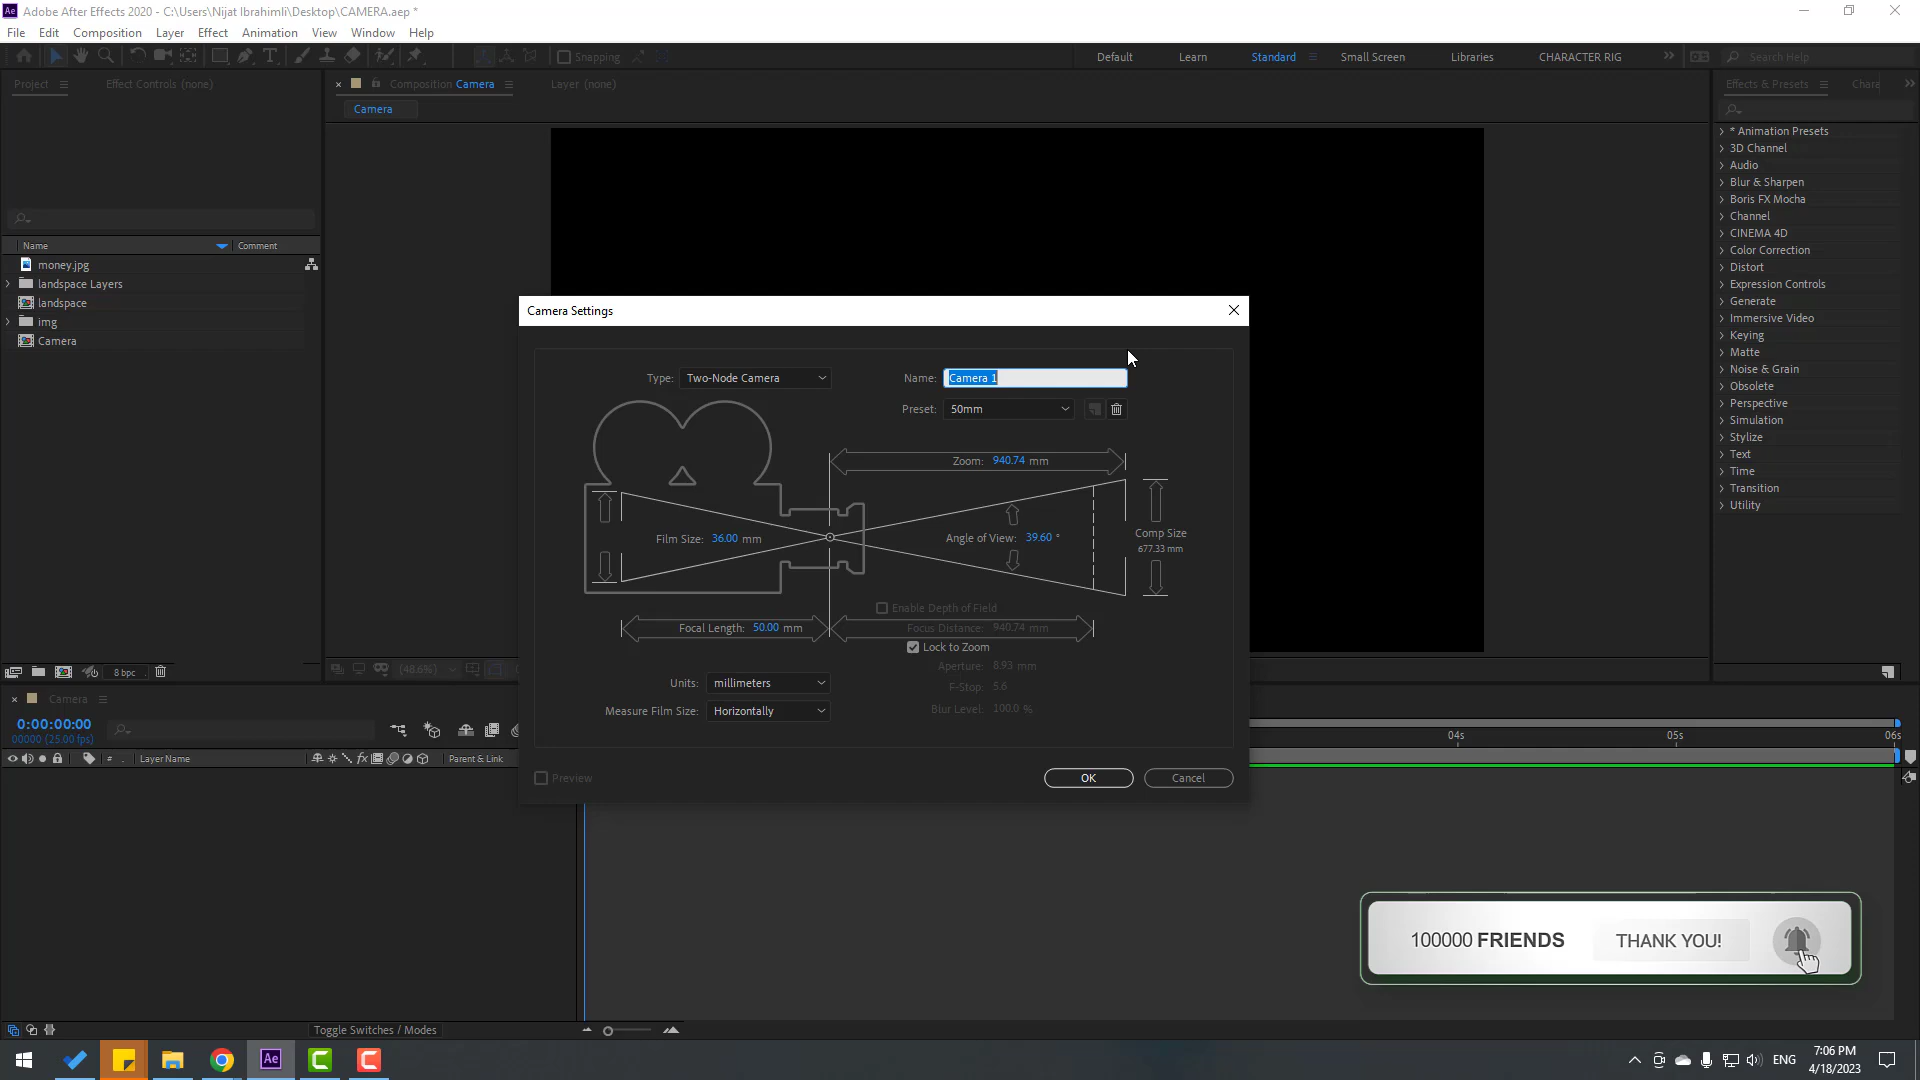 Ae Adobe After Effects 2020 - C:\Users\Nijat Ibrahimli\Desktop\CAMERA.aep *
File Edit Composition Layer Effect Animation View Window Help
Snapping Default Learn Standard Small Screen Libraries CHARACTER RIG Search Help
Project Effect Controls (none) Composition Camera Layer (none) Effects & Presets
Camera
Name Comment
money.jpg
landspace Layers
landspace
img
Camera
* Animation Presets
3D Channel
Audio
Blur & Sharpen
Boris FX Mocha
Channel
CINEMA 4D
Color Correction
Distort
Expression Controls
Generate
Immersive Video
Keying
Matte
Noise & Grain
Obsolete
Perspective
Simulation
Stylize
Text
Time
Transition
Utility
Camera Settings
Type: Two-Node Camera Name: Camera 1
Preset: 50mm
Zoom: 940.74 mm
Film Size: 36.00 mm Angle of View: 39.60 ° Comp Size
677.33 mm
Enable Depth of Field
Focal Length: 50.00 mm Focus Distance: 940.74 mm
Lock to Zoom
Aperture: 8.93 mm
Units: millimeters F-Stop: 5.6
Measure Film Size: Horizontally Blur Level: 100.0 %
Preview OK Cancel
8 bpc (48.6%)
Camera
0:00:00:00
00000 (25.00 fps)
04s 05s 06s
# Layer Name Parent & Link
100000 FRIENDS THANK YOU!
Toggle Switches / Modes
Ae ENG 7:06 PM
4/18/2023